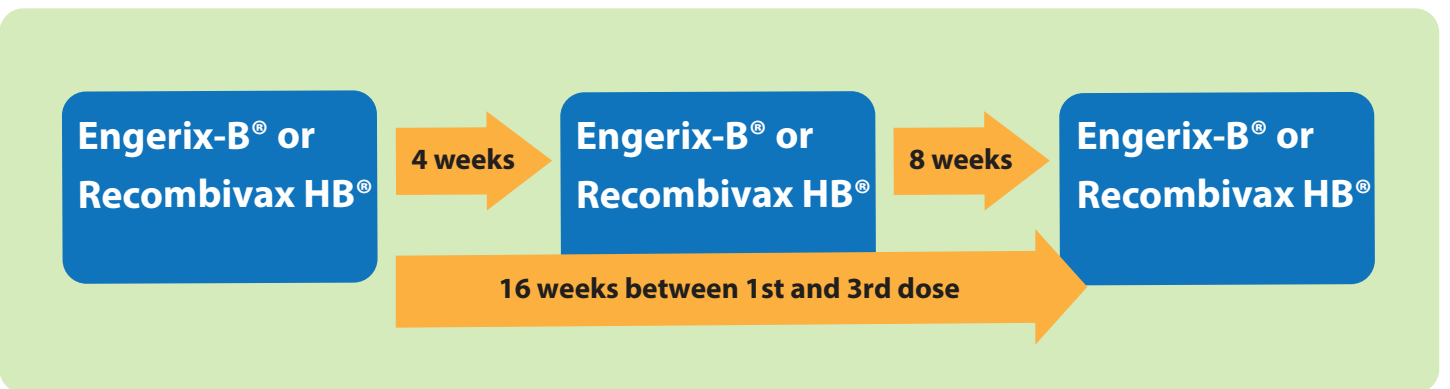 Engerix-B® or
Recombivax HB®
4 weeks
Engerix-B® or
Recombivax HB®
8 weeks
Engerix-B® or
Recombivax HB®
16 weeks between 1st and 3rd dose